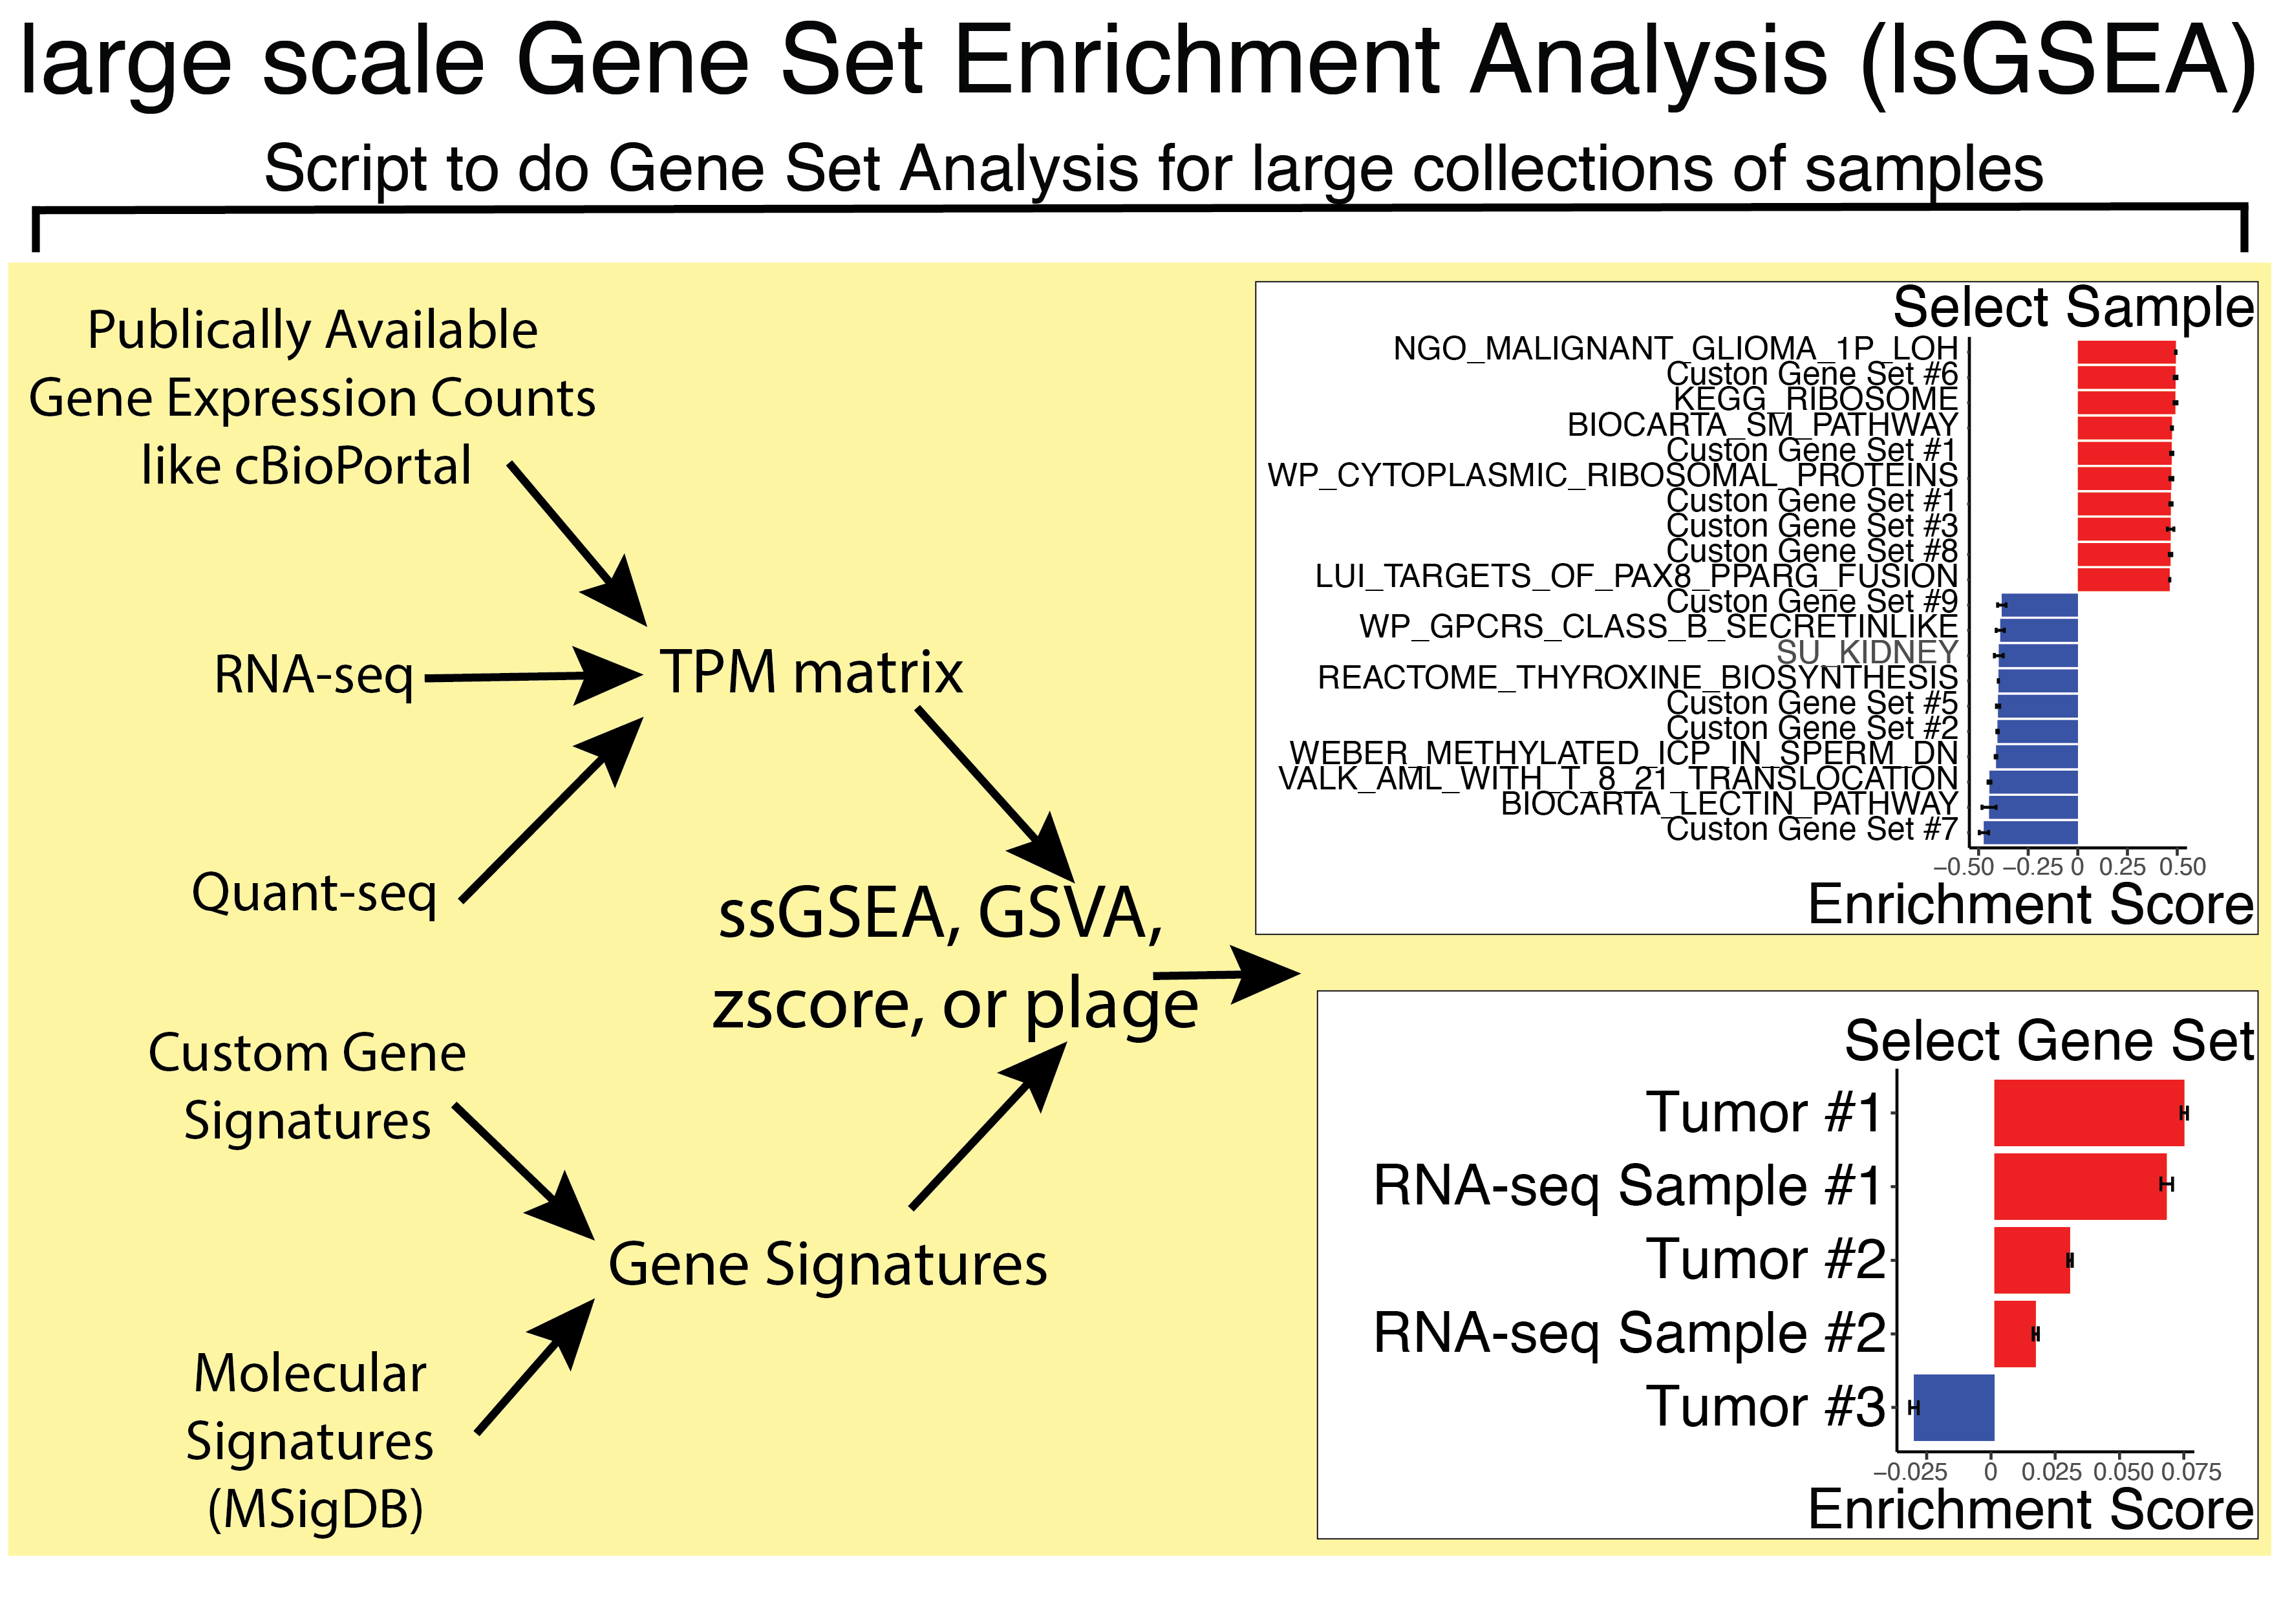 large scale Gene Set Enrichment Analysis (lsGSEA)
Script to do Gene Set Analysis for large collections of samples
Publically Available
Gene Expression Counts
like cBioPortal
RNA-seq
TPM matrix
Quant-seq
ssGSEA, GSVA,
zscore, or plage
Custom Gene
Signatures
Gene Signatures
Molecular
Signatures
(MSigDB)
Select Sample
NGO_MALIGNANT_GLIOMA_1P_LOH
Custon Gene Set #6
KEGG_RIBOSOME
BIOCARTA_SM_PATHWAY
Custon Gene Set #1
WP_CYTOPLASMIC_RIBOSOMAL_PROTEINS
Custon Gene Set #1
Custon Gene Set #3
Custon Gene Set #8
LUI_TARGETS_OF_PAX8_PPARG_FUSION
Custon Gene Set #9
WP_GPCRS_CLASS_B_SECRETINLIKE
SU_KIDNEY
REACTOME_THYROXINE_BIOSYNTHESIS
Custon Gene Set #5
Custon Gene Set #2
WEBER_METHYLATED_ICP_IN_SPERM_DN
VALK_AML_WITH_T_8_21_TRANSLOCATION
BIOCARTA_LECTIN_PATHWAY
Custon Gene Set #7
−0.50 −0.25 0 0.25 0.50
Enrichment Score
Select Gene Set
Tumor #1
RNA-seq Sample #1
Tumor #2
RNA-seq Sample #2
Tumor #3
−0.025 0 0.025 0.050 0.075
Enrichment Score